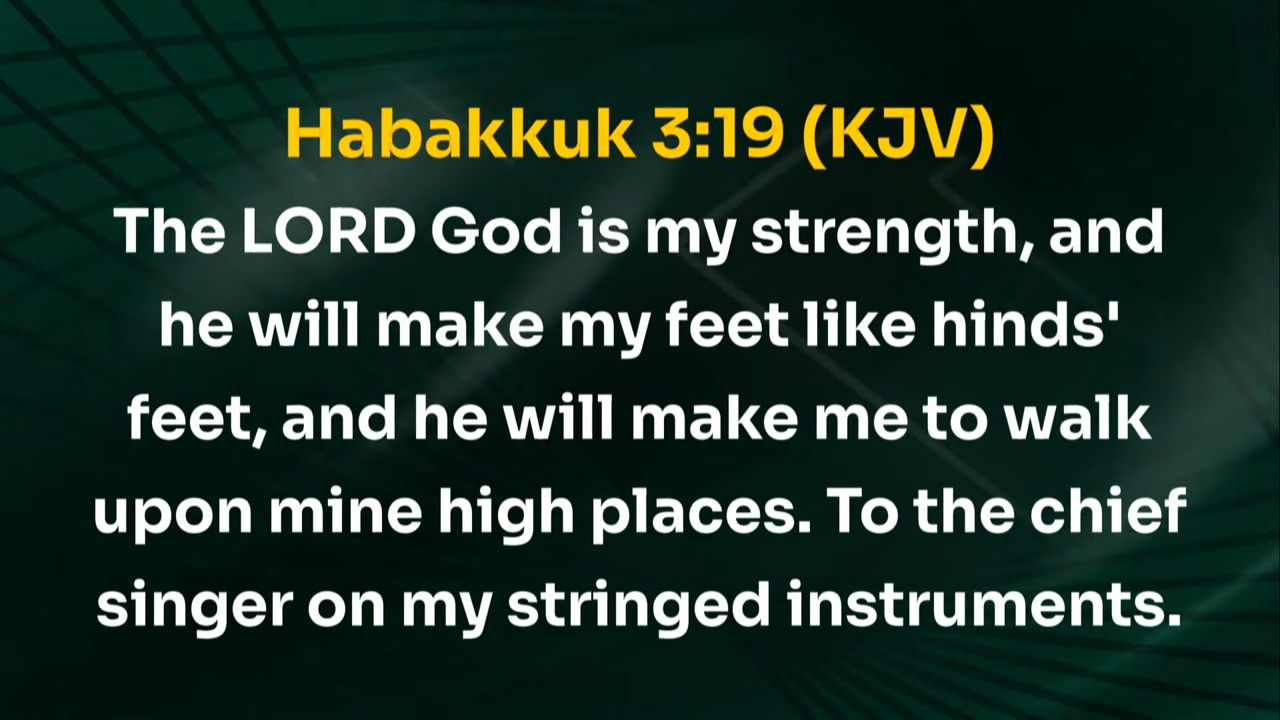 Habakkuk 3:19 (KJV)
The LORD God is my strength, and
he will make my feet like hinds'
feet, and he will make me to walk
upon mine high places. To the chief
singer on my stringed instruments.